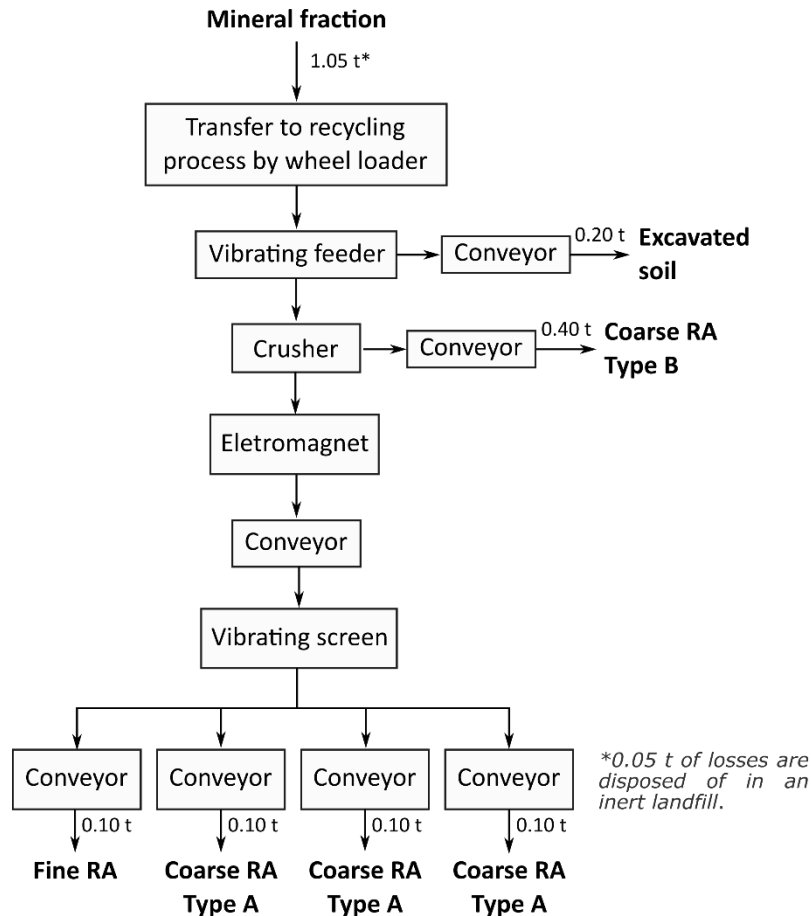 Mineral fraction
1.05 t*
Transfer to recycling
process by wheel loader
Vibrating feeder
Conveyor
0.20 t
Excavated
soil
Crusher
Conveyor
0.40 t
Coarse RA
Type B
Eletromagnet
Conveyor
Vibrating screen
Conveyor
Conveyor
Conveyor
Conveyor
*0.05 t of losses are
disposed of in an
inert landfill.
0.10 t
0.10 t
0.10 t
0.10 t
Fine RA
Coarse RA
Type A
Coarse RA
Type A
Coarse RA
Type A